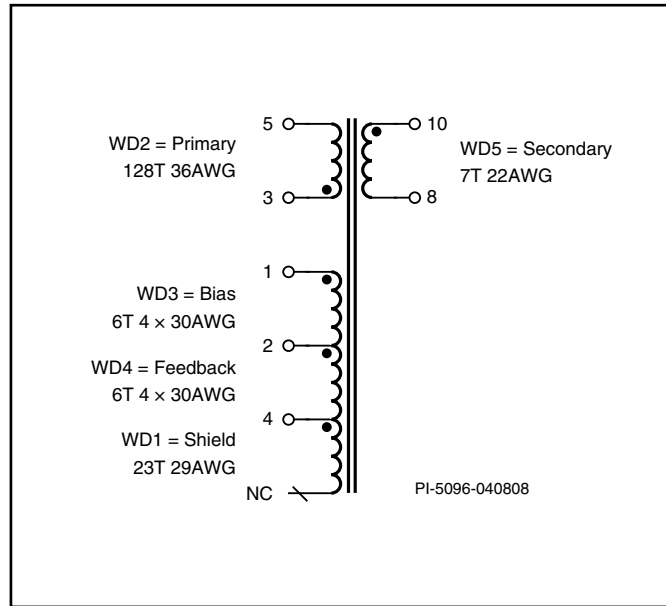 5
10
WD2 = Primary
128T 36AWG
WD5 = Secondary
7T 22AWG
3
8
1
WD3 = Bias
6T 4 × 30AWG
2
WD4 = Feedback
6T 4 × 30AWG
4
WD1 = Shield
23T 29AWG
NC
PI-5096-040808